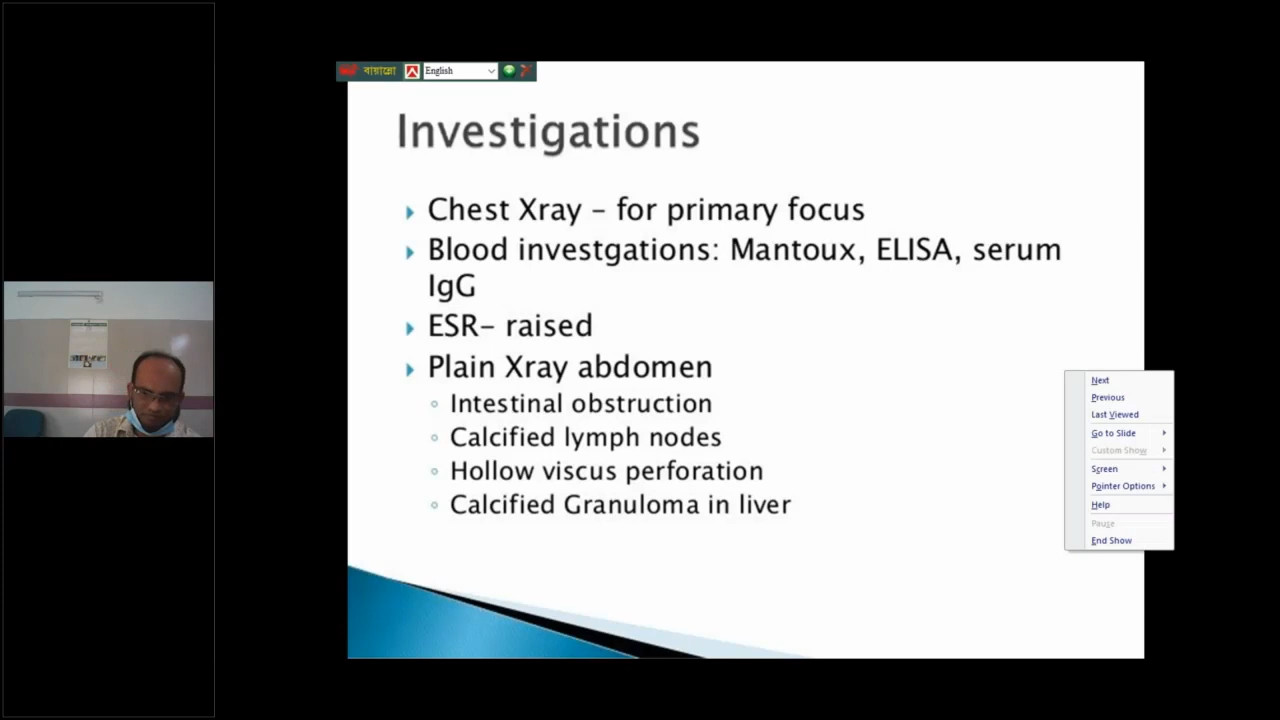 বায়ান্নো English
Investigations
Chest Xray – for primary focus
Blood investgations: Mantoux, ELISA, serum
IgG
ESR– raised
Plain Xray abdomen
Intestinal obstruction
Calcified lymph nodes
Hollow viscus perforation
Calcified Granuloma in liver
Next
Previous
Last Viewed
Go to Slide
Custom Show
Screen
Pointer Options
Help
Pause
End Show